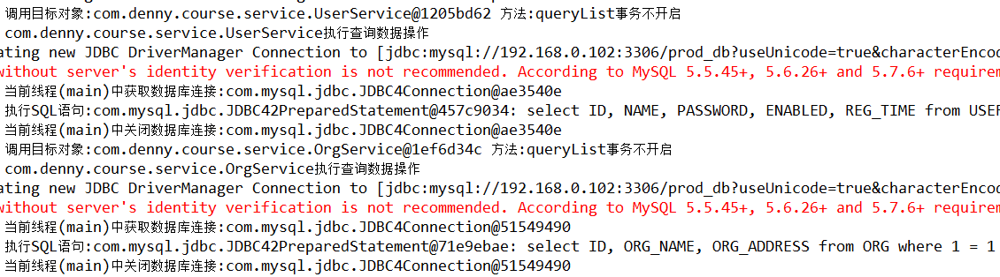 调用目标对象:com.denny.course.service.UserService@1205bd62 方法:queryList事务不开启
com.denny.course.service.UserService执行查询数据操作
ating new JDBC DriverManager Connection to [jdbc:mysql://192.168.0.102:3306/prod_db?useUnicode=true&characterEncod
without server's identity verification is not recommended. According to MySQL 5.5.45+, 5.6.26+ and 5.7.6+ requirem
当前线程(main)中获取数据库连接:com.mysql.jdbc.JDBC4Connection@ae3540e
执行SQL语句:com.mysql.jdbc.JDBC42PreparedStatement@457c9034: select ID, NAME, PASSWORD, ENABLED, REG_TIME from USER
当前线程(main)中关闭数据库连接:com.mysql.jdbc.JDBC4Connection@ae3540e
调用目标对象:com.denny.course.service.OrgService@1ef6d34c 方法:queryList事务不开启
com.denny.course.service.OrgService执行查询数据操作
ating new JDBC DriverManager Connection to [jdbc:mysql://192.168.0.102:3306/prod_db?useUnicode=true&characterEncod
without server's identity verification is not recommended. According to MySQL 5.5.45+, 5.6.26+ and 5.7.6+ requirem
当前线程(main)中获取数据库连接:com.mysql.jdbc.JDBC4Connection@51549490
执行SQL语句:com.mysql.jdbc.JDBC42PreparedStatement@71e9ebae: select ID, ORG_NAME, ORG_ADDRESS from ORG where 1 = 1
当前线程(main)中关闭数据库连接:com.mysql.jdbc.JDBC4Connection@51549490